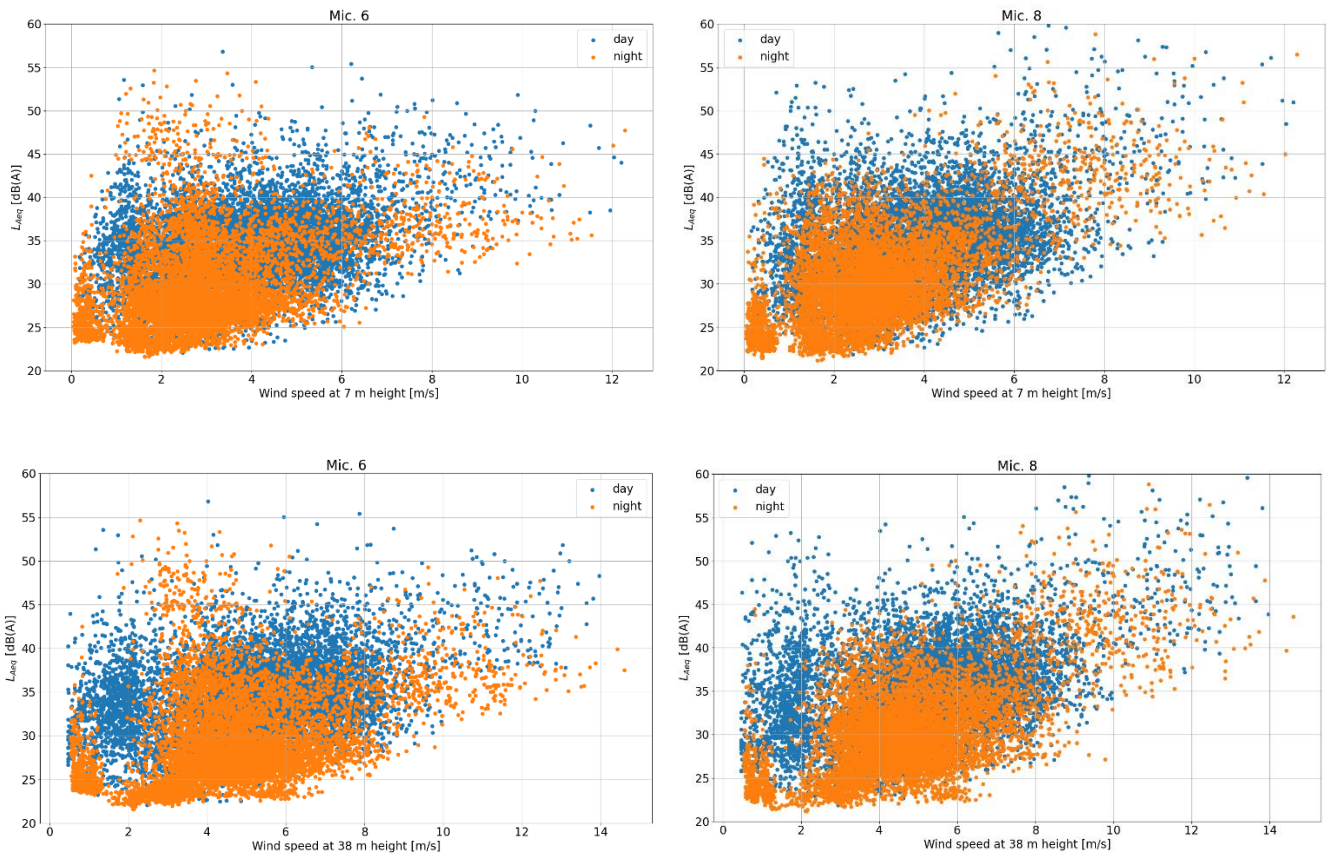 Mic. 6
60
55
50
45
40
35
30
25
20
L_Aeq [dB(A)]
day
night
0 2 4 6 8 10 12
Wind speed at 7 m height [m/s]
Mic. 8
60
55
50
45
40
35
30
25
20
L_Aeq [dB(A)]
day
night
0 2 4 6 8 10 12
Wind speed at 7 m height [m/s]
Mic. 6
60
55
50
45
40
35
30
25
20
L_Aeq [dB(A)]
day
night
0 2 4 6 8 10 12 14
Wind speed at 38 m height [m/s]
Mic. 8
60
55
50
45
40
35
30
25
20
L_Aeq [dB(A)]
day
night
0 2 4 6 8 10 12 14
Wind speed at 38 m height [m/s]